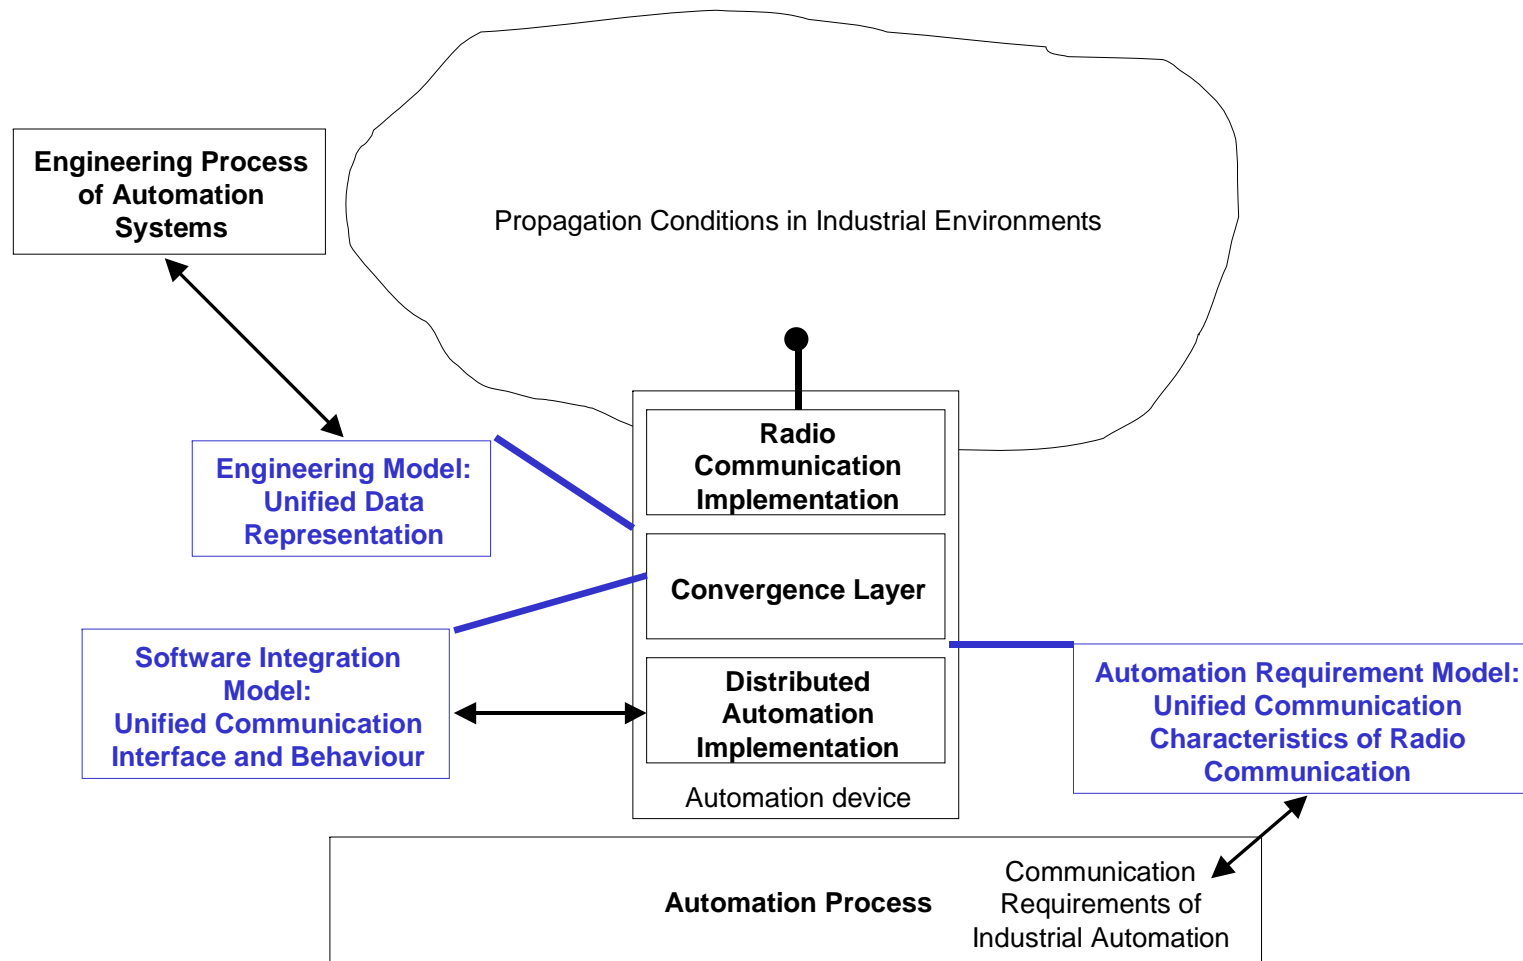 Engineering Process
of Automation
Systems
Propagation Conditions in Industrial Environments
Radio
Communication
Implementation
Engineering Model:
Unified Data
Representation
Convergence Layer
Software Integration
Model:
Unified Communication
Interface and Behaviour
Distributed
Automation
Implementation
Automation device
Automation Requirement Model:
Unified Communication
Characteristics of Radio
Communication
Automation Process
Communication
Requirements of
Industrial Automation